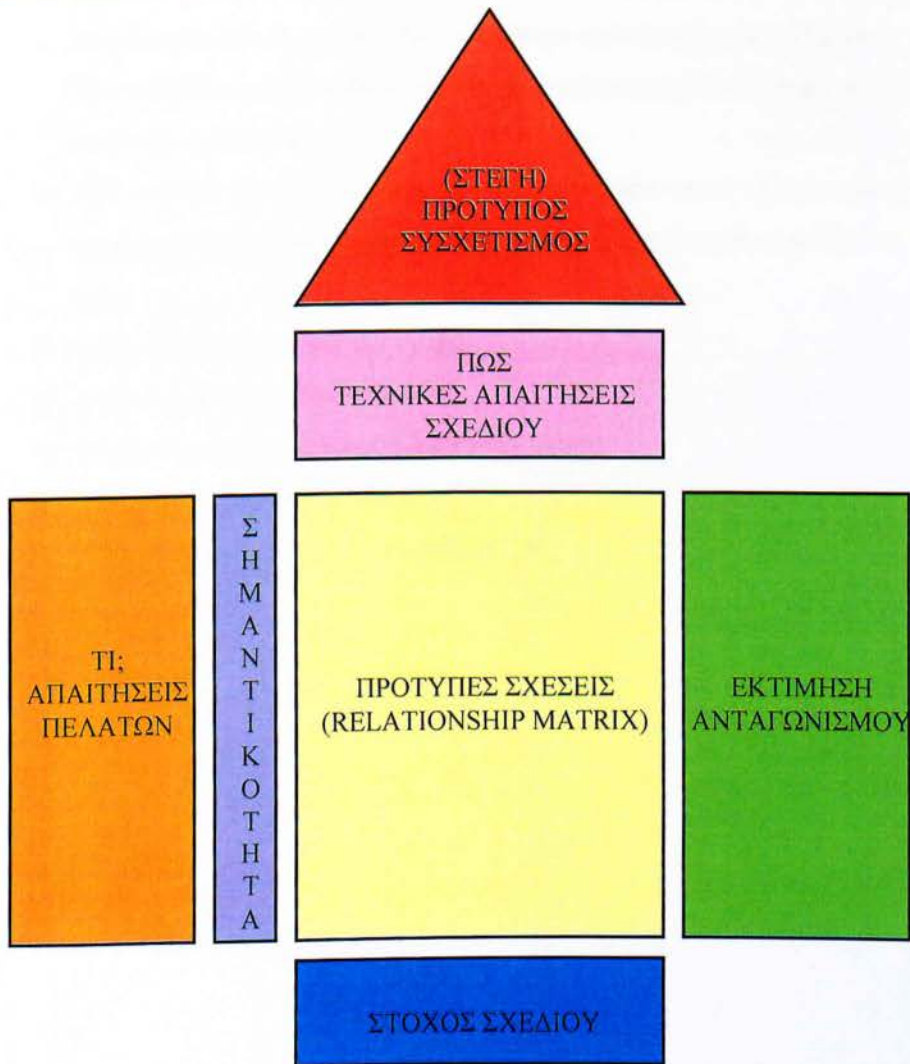 (ΣΤΕΓΗ)
ΠΡΟΤΥΠΟΣ
ΣΥΣΧΕΤΙΣΜΟΣ
ΠΩΣ
ΤΕΧΝΙΚΕΣ ΑΠΑΙΤΗΣΕΙΣ
ΣΧΕΔΙΟΥ
ΤΙ;
ΑΠΑΙΤΗΣΕΙΣ
ΠΕΛΑΤΩΝ
Σ
Η
Μ
Α
Ν
Τ
Ι
Κ
Ο
Τ
Η
Τ
Α
ΠΡΟΤΥΠΕΣ ΣΧΕΣΕΙΣ
(RELATIONSHIP MATRIX)
ΕΚΤΙΜΗΣΗ
ΑΝΤΑΓΩΝΙΣΜΟΥ
ΣΤΟΧΟΣ ΣΧΕΔΙΟΥ